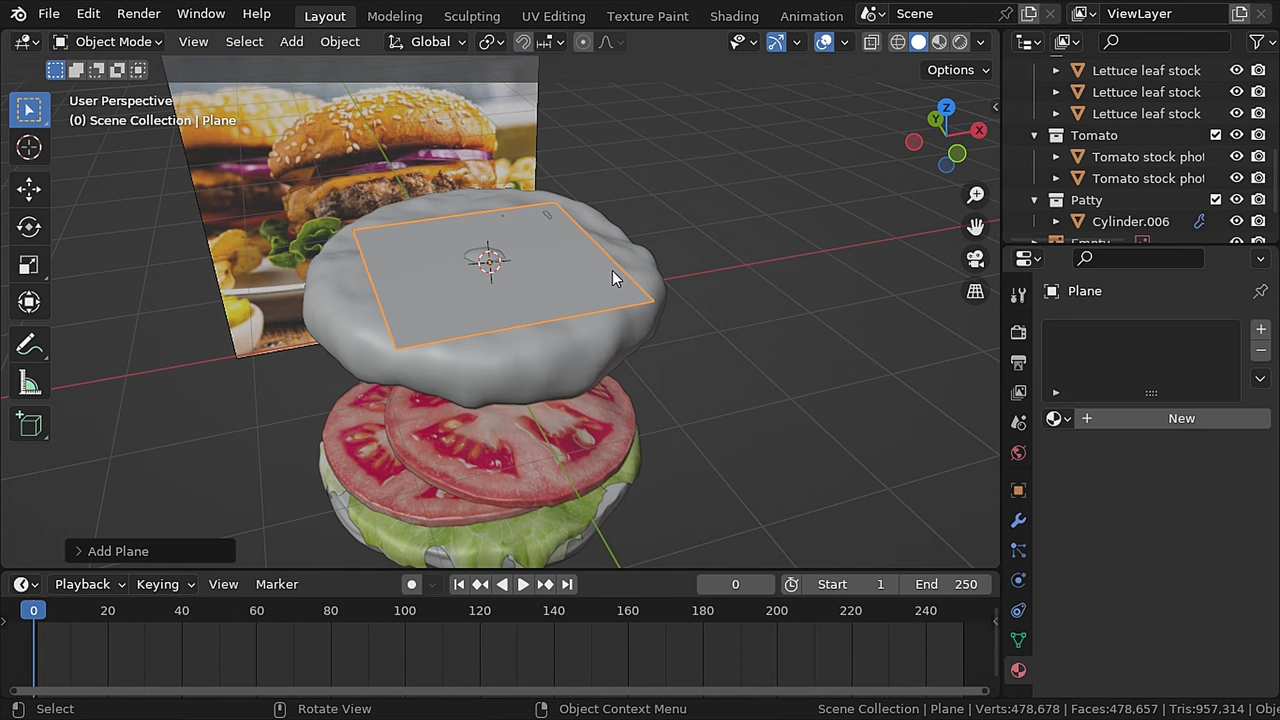 File Edit Render Window Help Layout Modeling Sculpting UV Editing Texture Paint Shading Animation Scene ViewLayer
Object Mode View Select Add Object Global
Options
User Perspective
(0) Scene Collection | Plane
Z
Y
X
Lettuce leaf stock
Lettuce leaf stock
Lettuce leaf stock
Tomato
Tomato stock pho
Tomato stock pho
Patty
Cylinder.006
Empty
Plane
New
Add Plane
Playback Keying View Marker 0 Start 1 End 250
0 20 40 60 80 100 120 140 160 180 200 220 240
Select Rotate View Object Context Menu Scene Collection | Plane | Verts:478,678 | Faces:478,657 | Tris:957,314 | Obje